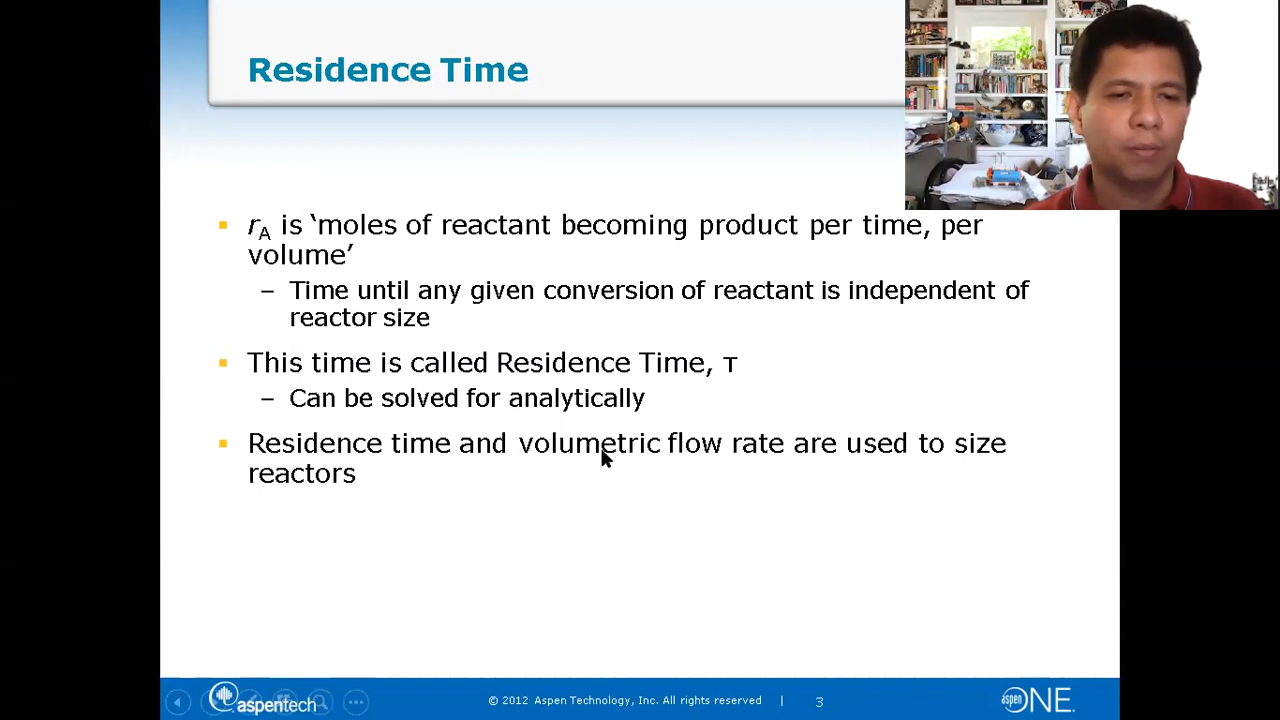 Residence Time
▪ rA is ‘moles of reactant becoming product per time, per
volume’
– Time until any given conversion of reactant is independent of
reactor size
▪ This time is called Residence Time, τ
– Can be solved for analytically
▪ Residence time and volumetric flow rate are used to size
reactors
aspentech
© 2012 Aspen Technology, Inc. All rights reserved | 3
aspenONE.